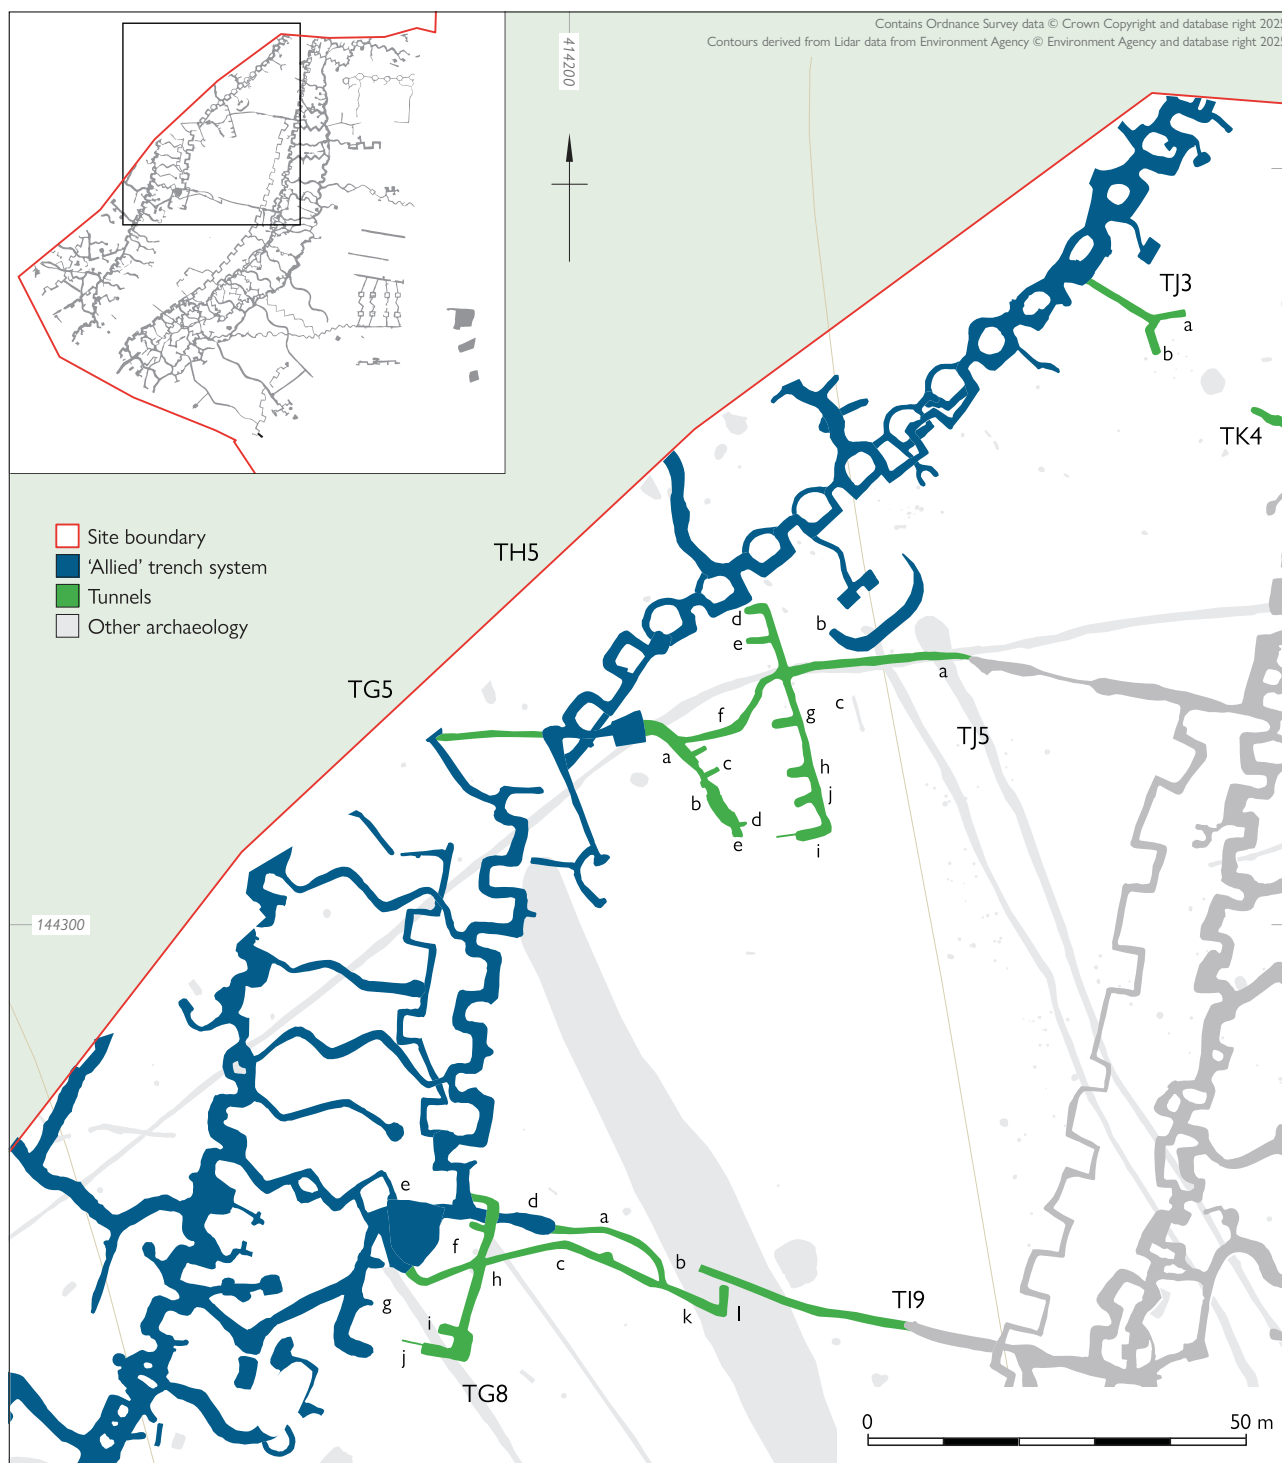 Contains Ordnance Survey data © Crown Copyright and database right 2025
Contours derived from Lidar data from Environment Agency © Environment Agency and database right 2025
414200
TJ3
a
b
TK4
Site boundary
'Allied' trench system
Tunnels
Other archaeology
TH5
d
e
b
a
TG5
f
g
c
TJ5
a
c
h
b
j
d
e
i
144300
e
d
a
f
c
b
h
g
i
k
l
TI9
j
TG8
0
50 m